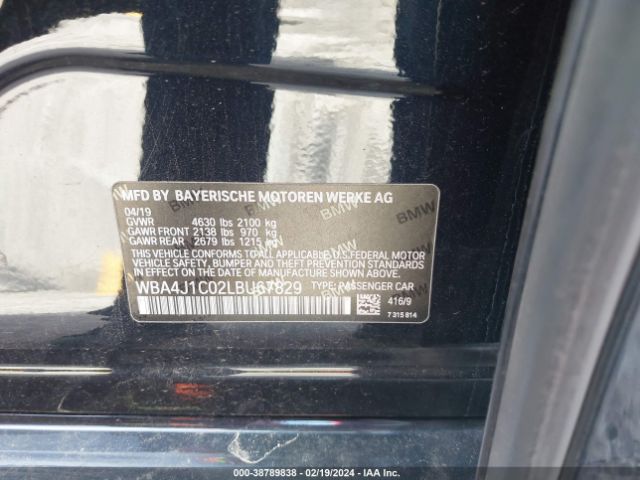 MFD BY BAYERISCHE MOTOREN WERKE AG
04/19
GVWR 4630 lbs 2100 kg
GAWR FRONT 2138 lbs 970 kg
GAWR REAR 2679 lbs 1215 kg
THIS VEHICLE CONFORMS TO ALL APPLICABLE U.S.FEDERAL MOTOR
VEHICLE SAFETY, BUMPER AND THEFT PREVENTION STANDARDS IN
EFFECT ON THE DATE OF MANUFACTURE SHOWN ABOVE.
WBA4J1C02LBU67829 TYPE: PASSENGER CAR
416/9
7 315 814
000-38789838 - 02/19/2024 - IAA Inc.